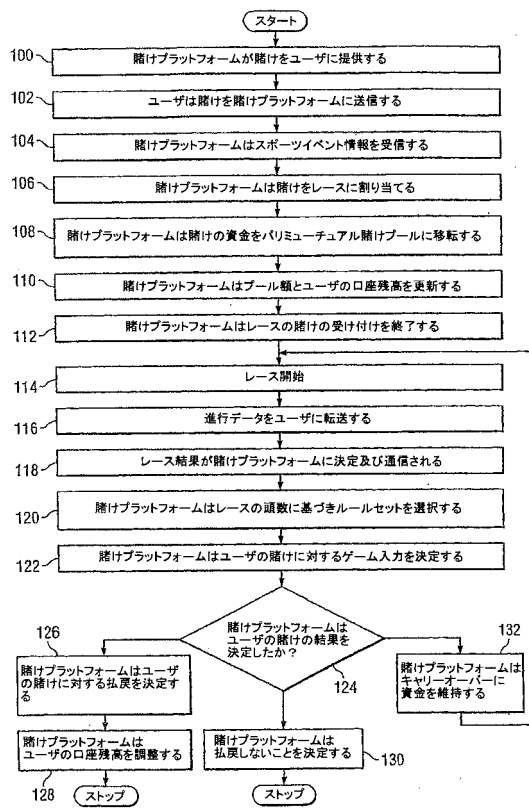 スタート
100
賭けプラットフォームが賭けをユーザに提供する
102
ユーザは賭けを賭けプラットフォームに送信する
104
賭けプラットフォームはスポーツイベント情報を受信する
106
賭けプラットフォームは賭けをレースに割り当てる
108
賭けプラットフォームは賭けの資金をパリミューチュアル賭けプールに移転する
110
賭けプラットフォームはプール額とユーザの口座残高を更新する
112
賭けプラットフォームはレースの賭けの受け付けを終了する
114
レース開始
116
進行データをユーザに転送する
118
レース結果が賭けプラットフォームに決定及び通信される
120
賭けプラットフォームはレースの頭数に基づきルールセットを選択する
122
賭けプラットフォームはユーザの賭けに対するゲーム入力を決定する
賭けプラットフォームは
ユーザの賭けの結果を
決定したか？
124
126
賭けプラットフォームはユーザ
の賭けに対する払戻を決定す
る
賭けプラットフォームは
ユーザの口座残高を調整する
128
ストップ
賭けプラットフォームは
払戻しないことを決定する
130
ストップ
132
賭けプラットフォームは
キャリーオーバーに
資金を維持する